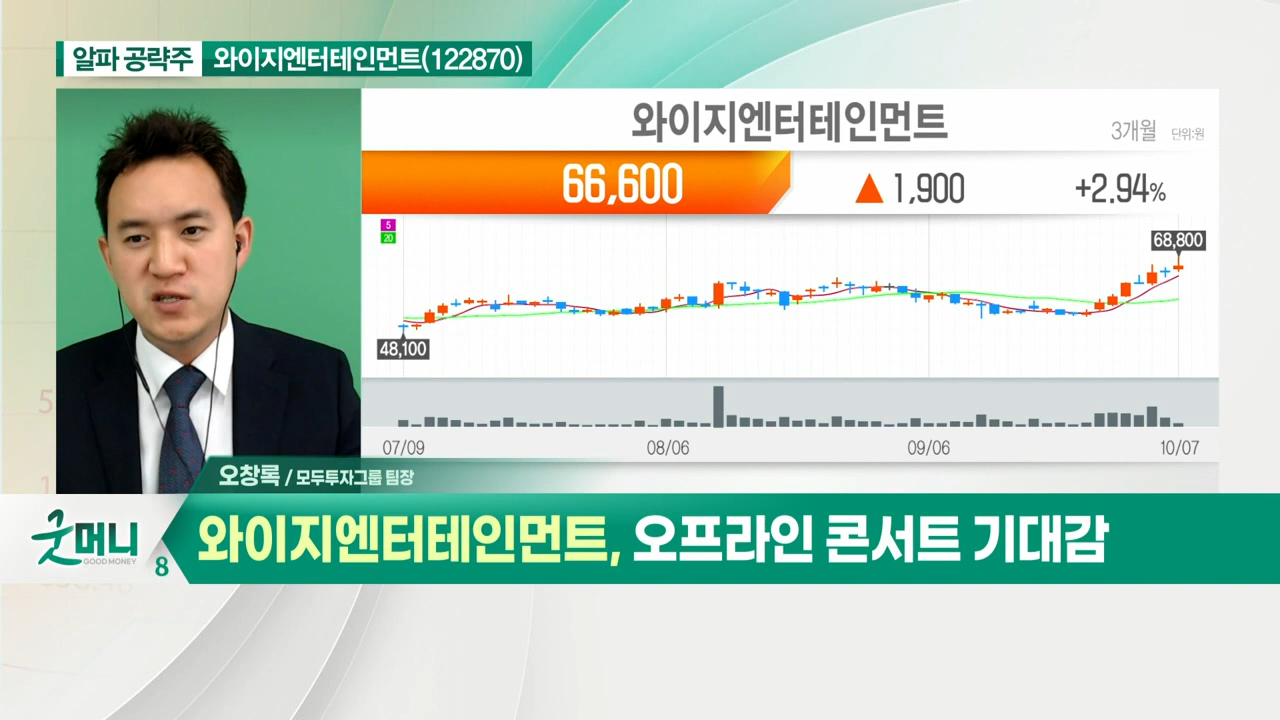 알파 공략주 와이지엔터테인먼트(122870)
와이지엔터테인먼트
3개월 단위:원
66,600 ▲ 1,900 +2.94%
5
20
68,800
48,100
07/09 08/06 09/06 10/07
오창록 / 모두투자그룹 팀장
굿머니
GOOD MONEY
8
와이지엔터테인먼트, 오프라인 콘서트 기대감